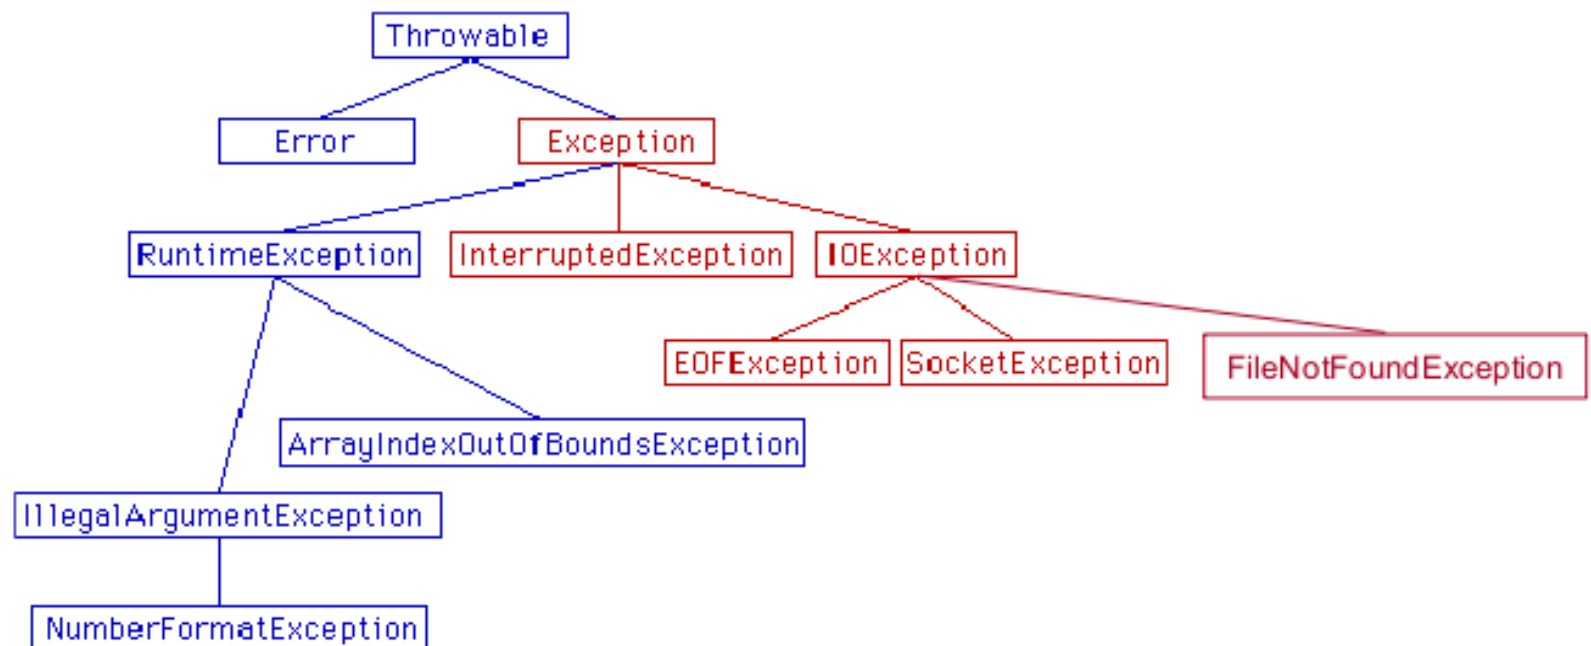 Throwable
Error
Exception
RuntimeException
InterruptedException
IOException
EOFException
SocketException
FileNotFoundException
ArrayIndexOutOfBoundsException
IllegalArgumentException
NumberFormatException